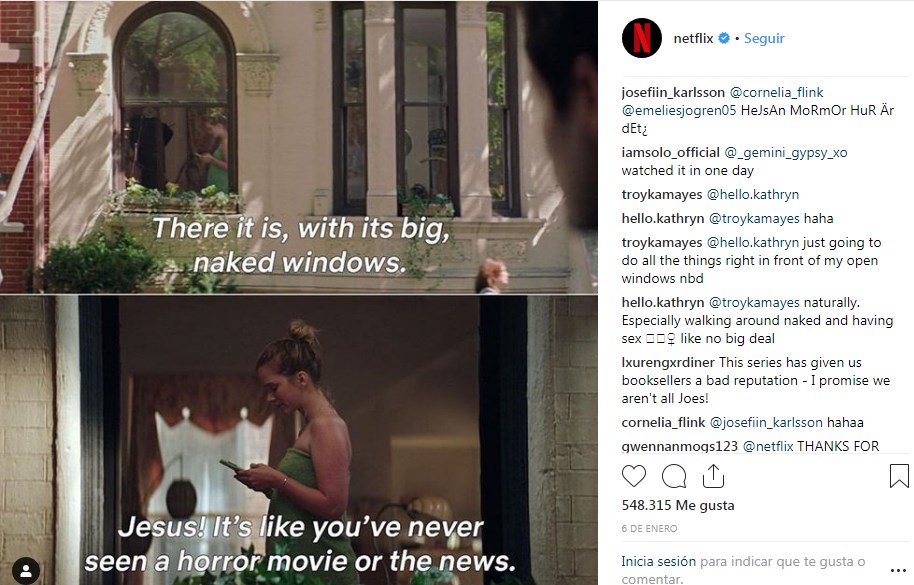 There it is, with its big,
naked windows.
Jesus! It's like you've never
seen a horror movie or the news.
netflix • Seguir
josefiin_karlsson @cornelia_flink
@emeliesjogren05 HeJsAn MoRmOr HuR Är
dEt¿
iamsolo_official @_gemini_gypsy_xo
watched it in one day
troykamayes @hello.kathryn
hello.kathryn @troykamayes haha
troykamayes @hello.kathryn just going to
do all the things right in front of my open
windows nbd
hello.kathryn @troykamayes naturally.
Especially walking around naked and having
sex □□♀ like no big deal
lxurengxrdiner This series has given us
booksellers a bad reputation - I promise we
aren't all Joes!
cornelia_flink @josefiin_karlsson hahaa
gwennanmogs123 @netflix THANKS FOR
548.315 Me gusta
6 DE ENERO
Inicia sesión para indicar que te gusta o
comentar.